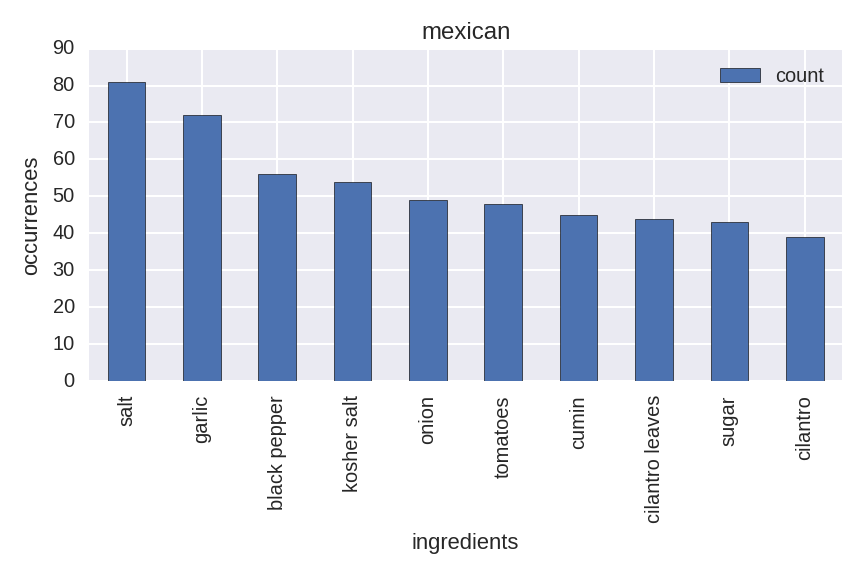 mexican
count
occurrences
90
80
70
60
50
40
30
20
10
0
salt
garlic
black pepper
kosher salt
onion
tomatoes
cumin
cilantro leaves
sugar
cilantro
ingredients